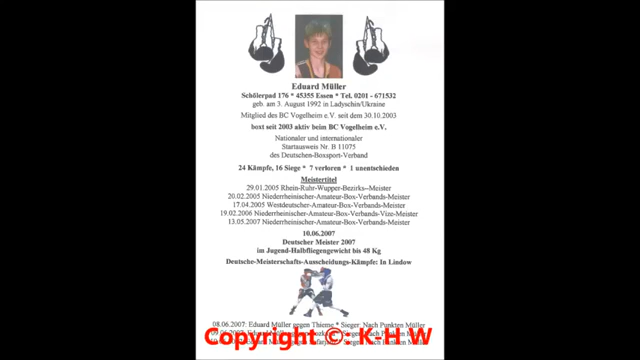 Eduard Müller
Schölerpad 176 * 45355 Essen * Tel. 0201 - 671532
geb. am 3. August 1992 in Ladyschin/Ukraine
Mitglied des BC Vogelheim e.V. seit dem 30.10.2003
boxt seit 2003 aktiv beim BC Vogelheim e.V.
Nationaler und internationaler
Startausweis Nr. B 11075
des Deutschen-Boxsport-Verband
24 Kämpfe, 16 Siege * 7 verloren * 1 unentschieden
Meistertitel
29.01.2005 Rhein-Ruhr-Wupper-Bezirks--Meister
20.02.2005 Niederrheinischer-Amateur-Box-Verbands-Meister
17.04.2005 Westdeutscher-Amateur-Box-Verbands-Meister
19.02.2006 Niederrheinischer-Amateur-Box-Verbands-Vize-Meister
13.05.2007 Niederrheinischer-Amateur-Box-Verbands-Meister
10.06.2007
Deutscher Meister 2007
im Jugend-Halbfliegengewicht bis 48 Kg
Deutsche-Meisterschafts-Ausscheidungs-Kämpfe: In Lindow
08.06.2007: Eduard Müller gegen Thieme * Sieger: Nach Punkten Müller
Copyright ©: K-H-W